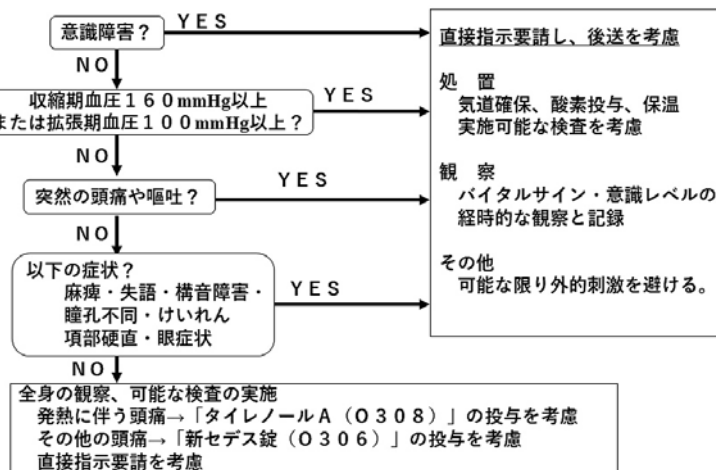 意識障害？
ＹＥＳ
ＮＯ
収縮期血圧１６０mmHg以上
または拡張期血圧１００mmHg以上？
ＹＥＳ
ＮＯ
突然の頭痛や嘔吐？
ＹＥＳ
ＮＯ
以下の症状？
麻痺・失語・構音障害・
瞳孔不同・けいれん
項部硬直・眼症状
ＹＥＳ
ＮＯ
直接指示要請し、後送を考慮
処　置
気道確保、酸素投与、保温
実施可能な検査を考慮
観　察
バイタルサイン・意識レベルの
経時的な観察と記録
その他
可能な限り外的刺激を避ける。
全身の観察、可能な検査の実施
発熱に伴う頭痛→「タイレノールＡ（Ｏ３０８）」の投与を考慮
その他の頭痛→「新セデス錠（Ｏ３０６）」の投与を考慮
直接指示要請を考慮